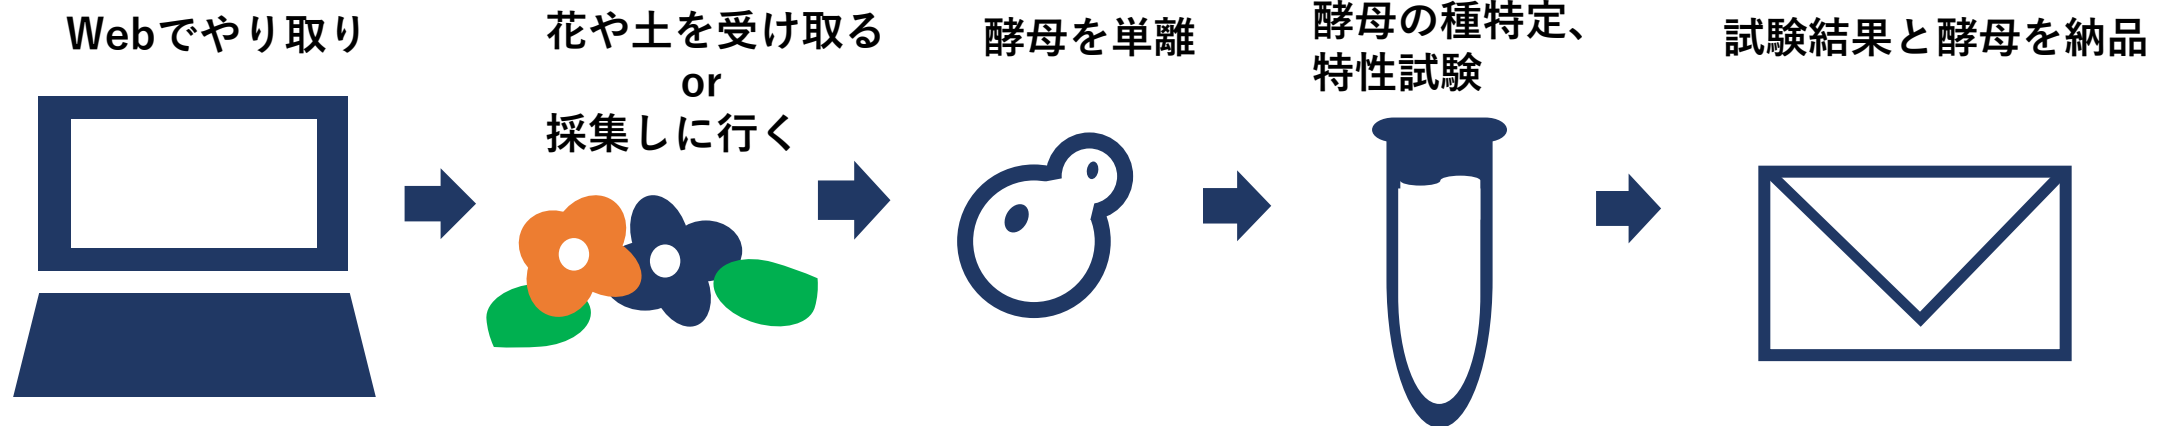 Webでやり取り
花や土を受け取る
or
採集しに行く
酵母を単離
酵母の種特定、
特性試験
試験結果と酵母を納品